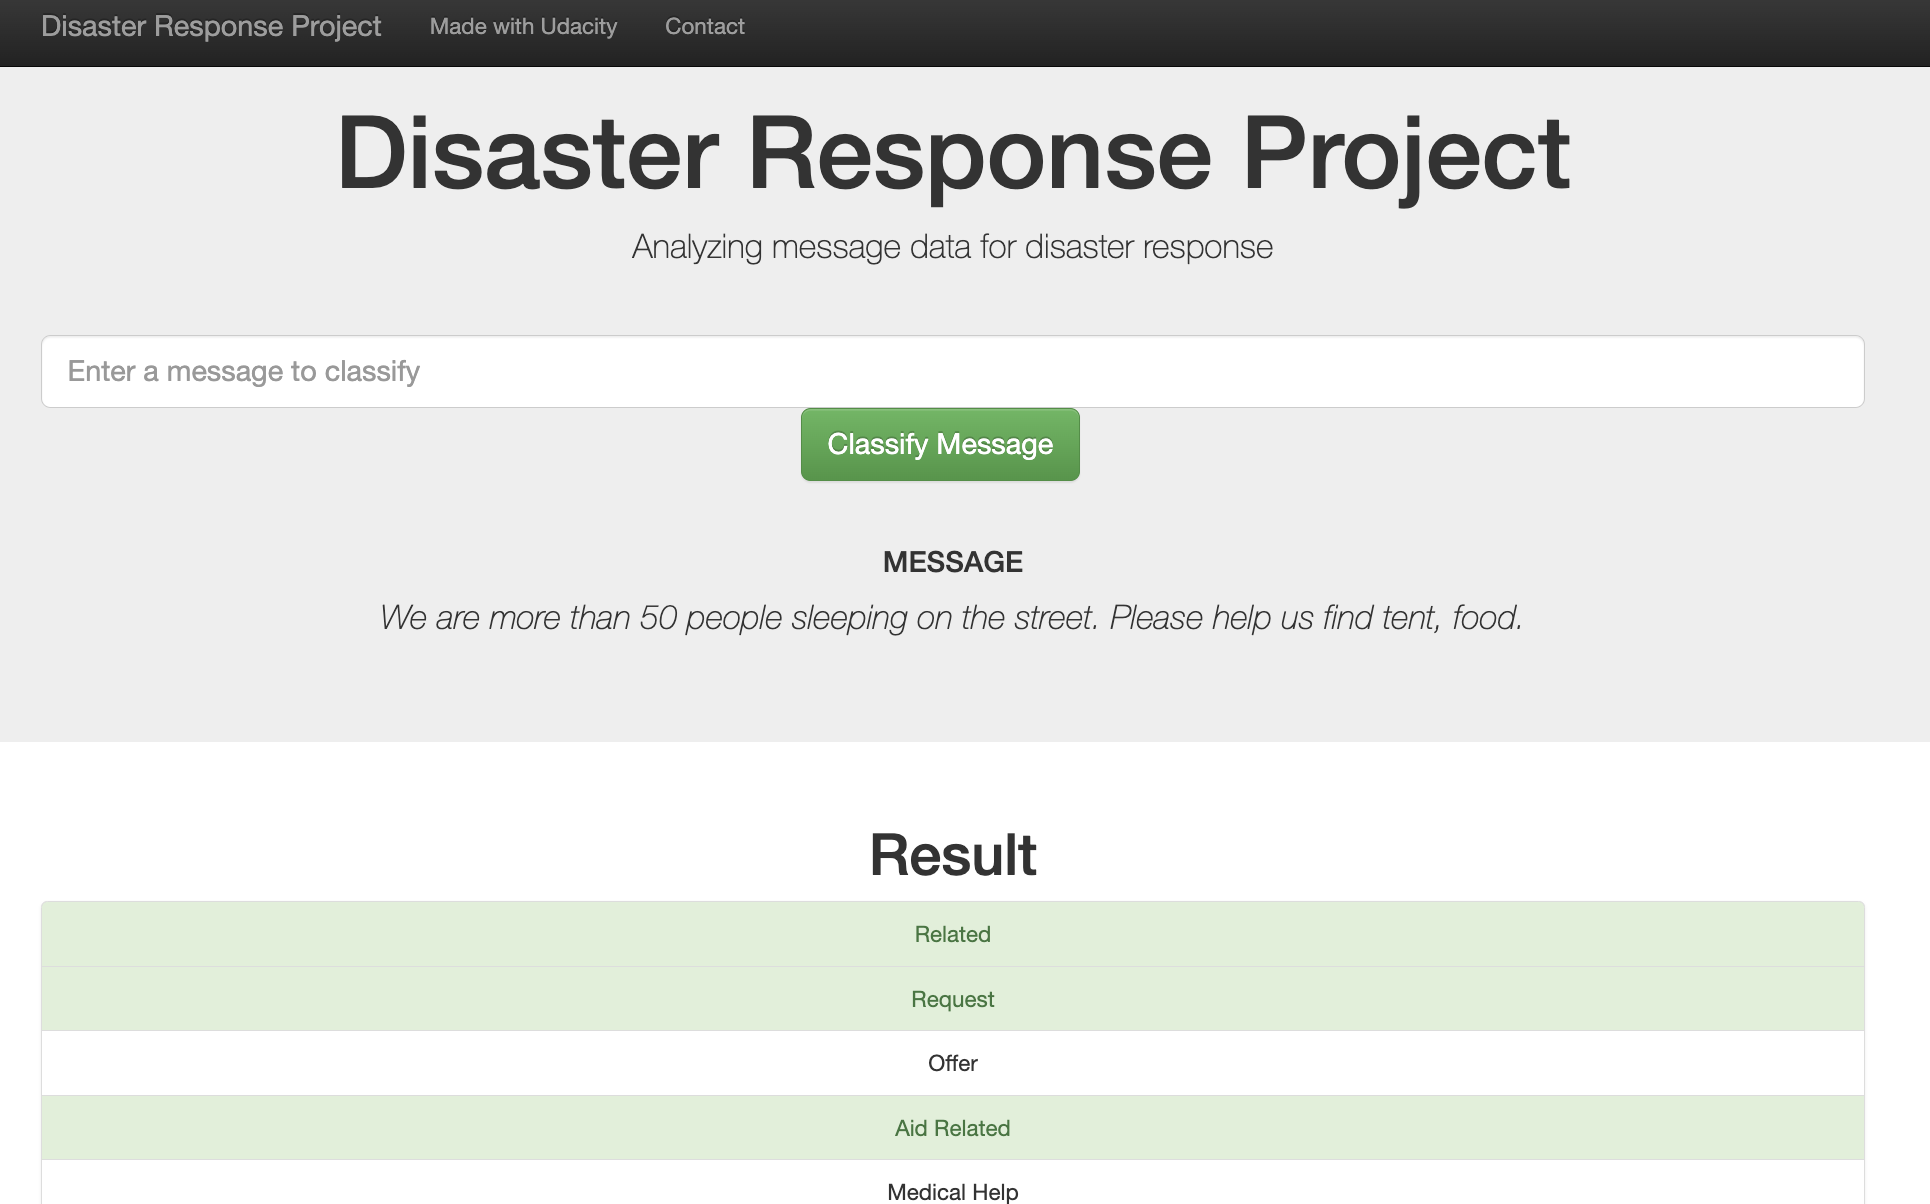 Disaster Response Project Made with Udacity Contact
Disaster Response Project
Analyzing message data for disaster response
Enter a message to classify
Classify Message
MESSAGE
We are more than 50 people sleeping on the street. Please help us find tent, food.
Result
Related
Request
Offer
Aid Related
Medical Help